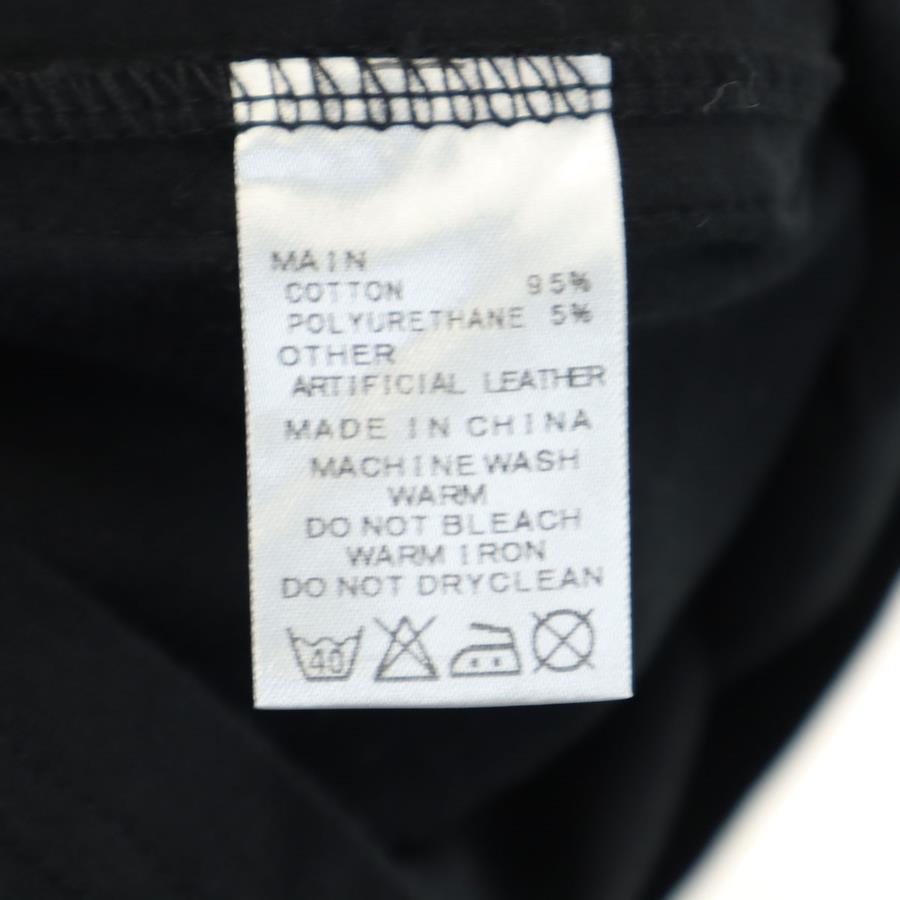 MAIN
COTTON 95%
POLYURETHANE 5%
OTHER
ARTIFICIAL LEATHER
MADE IN CHINA
MACHINE WASH
WARM
DO NOT BLEACH
WARM IRON
DO NOT DRYCLEAN
40